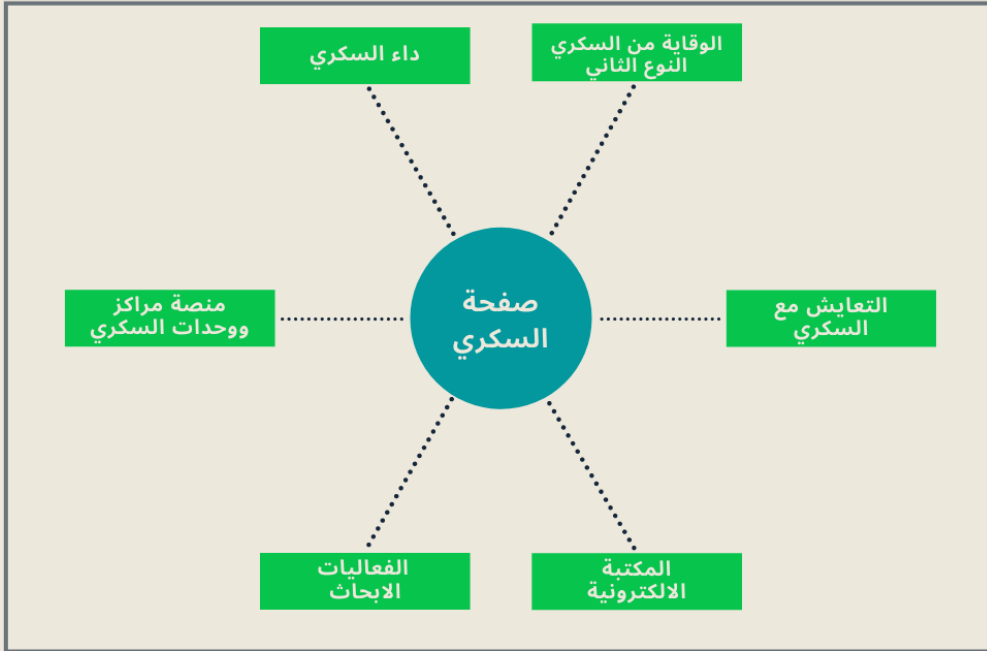 الوقاية من السكري
النوع الثاني
داء السكري
صفحة
السكري
التعايش مع
السكري
منصة مراكز
ووحدات السكري
المكتبة
الالكترونية
الفعاليات
الابحاث